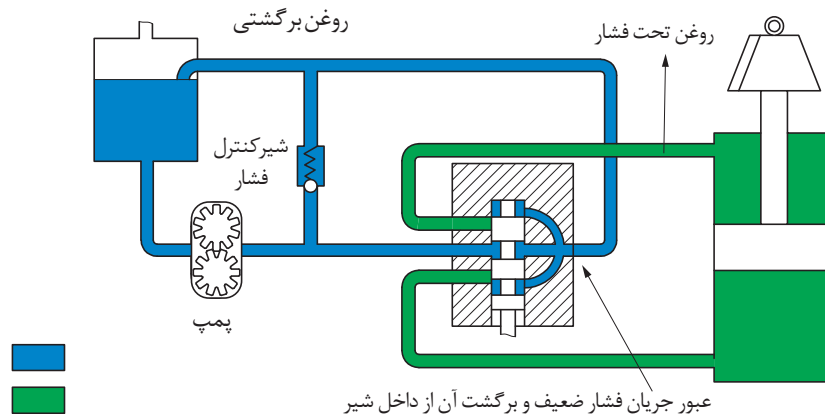 روغن برگشتی
روغن تحت فشار
شیرکنترل
فشار
پمپ
عبور جریان فشار ضعیف و برگشت آن از داخل شیر